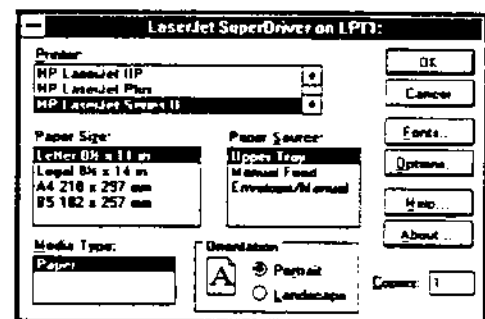 LaserJet SuperDriver on LPT1:
Printer:
HP LaserJet IIP
HP LaserJet Plus
HP LaserJet Series II
OK
Cancel
Fonts...
Options...
Help...
About...
Paper Size:
Letter 8½ x 11 in
Legal 8½ x 14 in
A4 210 x 297 mm
B5 182 x 257 mm
Paper Source:
Upper Tray
Manual Feed
Envelope/Manual
Media Type:
Paper
Orientation
A
Portrait
Landscape
Copies: 1